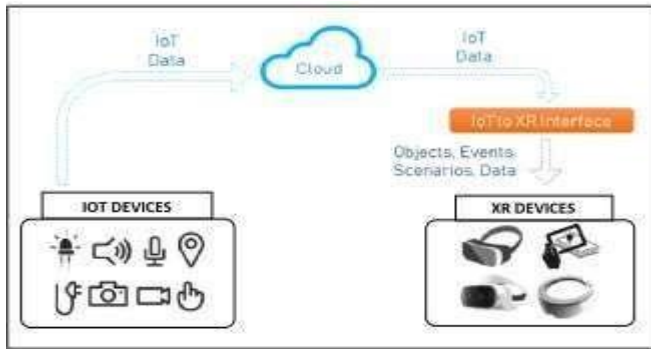 IoT
Data
Cloud
IoT
Data
IoT to XR Interface
Objects, Events,
Scenarios, Data
IOT DEVICES
XR DEVICES